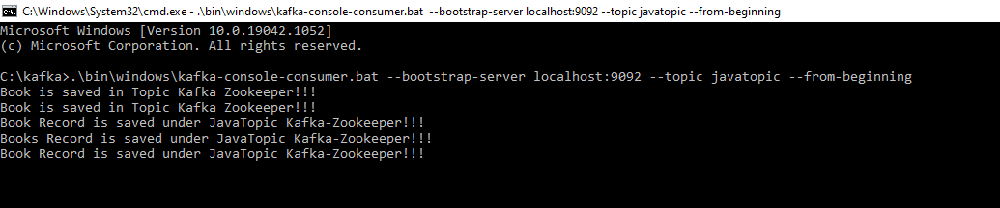 C:\Windows\System32\cmd.exe - .\bin\windows\kafka-console-consumer.bat --bootstrap-server localhost:9092 --topic javatopic --from-beginning
Microsoft Windows [Version 10.0.19042.1052]
(c) Microsoft Corporation. All rights reserved.
C:\kafka>.\bin\windows\kafka-console-consumer.bat --bootstrap-server localhost:9092 --topic javatopic --from-beginning
Book is saved in Topic Kafka Zookeeper!!!
Book is saved in Topic Kafka Zookeeper!!!
Book Record is saved under JavaTopic Kafka-Zookeeper!!!
Books Record is saved under JavaTopic Kafka-Zookeeper!!!
Book Record is saved under JavaTopic Kafka-Zookeeper!!!